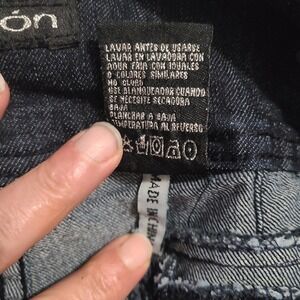 ón
LAVAR ANTES DE USARSE
LAVAR EN LAVADORA CON
AGUA FRIA CON IGUALES
O COLORES SIMILARES
NO CLORO
USE BLANQUEADOR CUANDO
SE NECESITE SECADORA
BAJA
PLANCHAR A BAJA
TEMPERATURA AL REVERSO
MADE IN